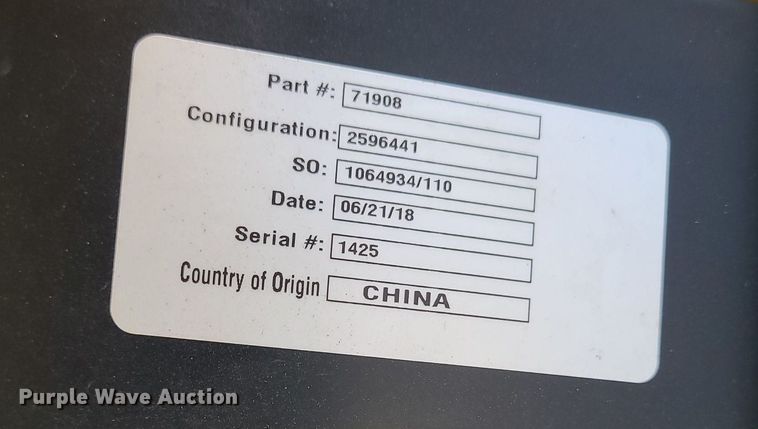 Part #: 71908
Configuration: 2596441
SO: 1064934/110
Date: 06/21/18
Serial #: 1425
Country of Origin CHINA
Purple Wave Auction